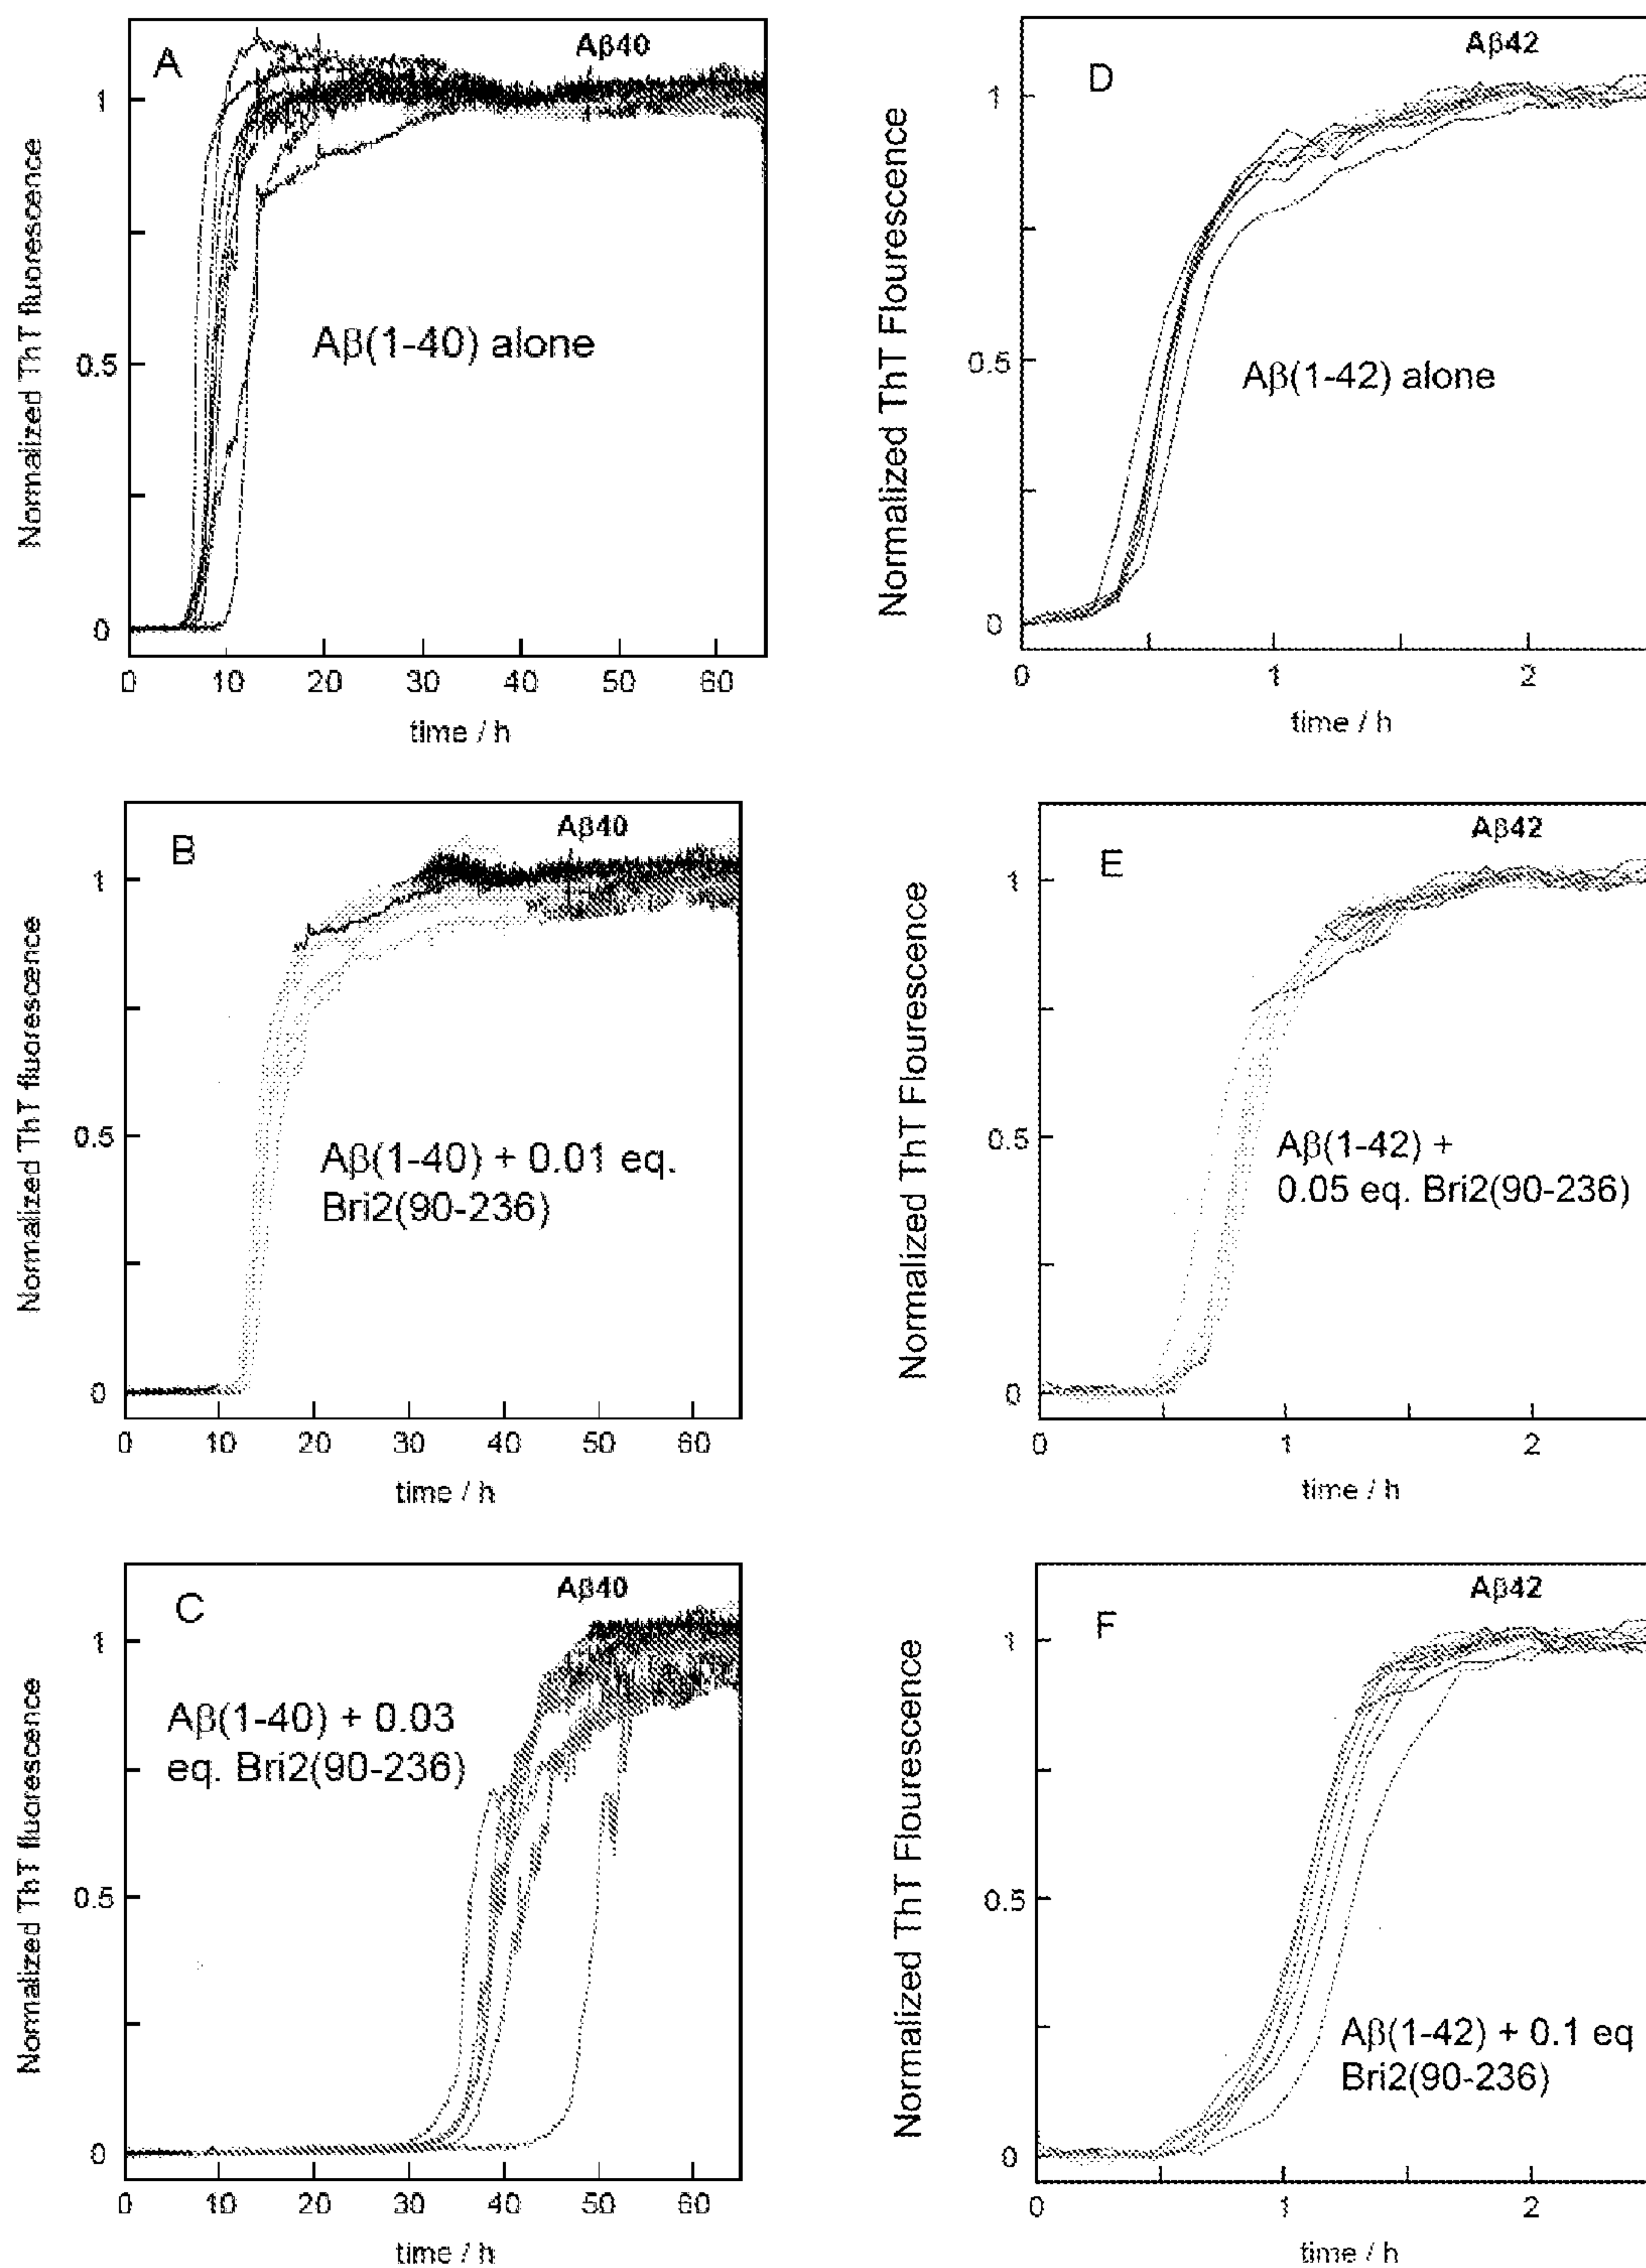 A
Aβ40
Normalized ThT fluorescence
1
0.5
0
Aβ(1-40) alone
0 10 20 30 40 50 60
time / h
D
Aβ42
Normalized ThT Flourescence
1
0.5
0
Aβ(1-42) alone
0 1 2
time / h
B
Aβ40
Normalized ThT fluorescence
1
0.5
0
Aβ(1-40) + 0.01 eq.
Bri2(90-236)
0 10 20 30 40 50 60
time / h
E
Aβ42
Normalized ThT Flourescence
1
0.5
0
Aβ(1-42) +
0.05 eq. Bri2(90-236)
0 1 2
time / h
C
Aβ40
Normalized ThT fluorescence
1
0.5
0
Aβ(1-40) + 0.03
eq. Bri2(90-236)
0 10 20 30 40 50 60
time / h
F
Aβ42
Normalized ThT Flourescence
1
0.5
0
Aβ(1-42) + 0.1 eq
Bri2(90-236)
0 1 2
time / h